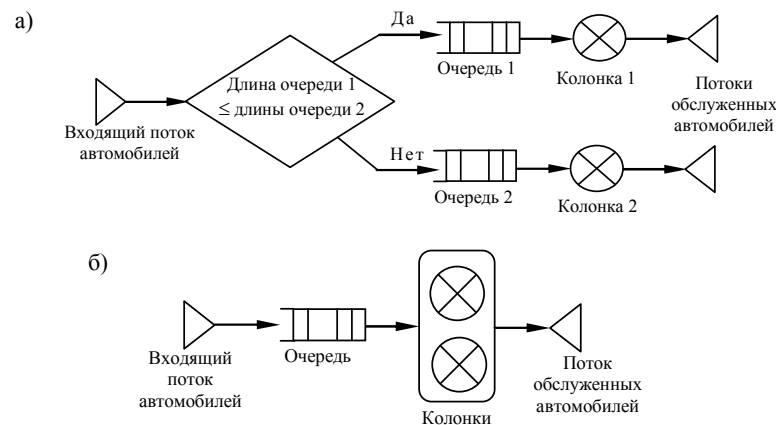 а)
Да
Очередь 1
Колонка 1
Длина очереди 1
≤ длины очереди 2
Входящий поток
автомобилей
Потоки
обслуженных
автомобилей
Нет
Очередь 2
Колонка 2
б)
Входящий
поток
автомобилей
Очередь
Колонки
Поток
обслуженных
автомобилей